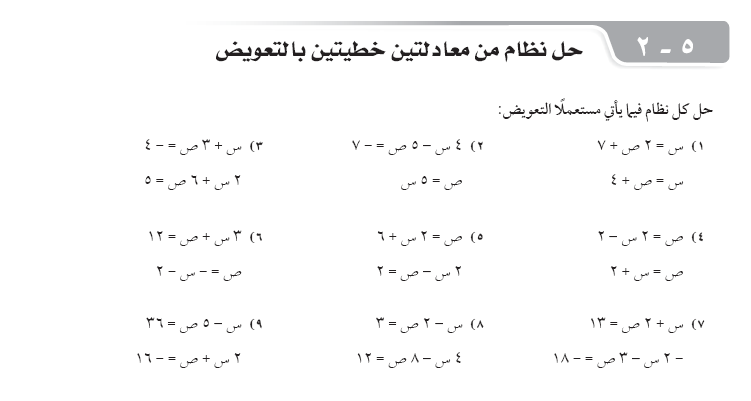 ٥ - ٢ حل نظام من معادلتين خطيتين بالتعويض
حل كل نظام فيما يأتي مستعملًا التعويض:
١) س = ٢ ص + ٧ ٢) ٤ س – ٥ ص = – ٧ ٣) س + ٣ ص = – ٤
س = ص + ٤ ص = ٥ س ٢ س + ٦ ص = ٥
٤) ص = ٢ س – ٢ ٥) ص = ٢ س + ٦ ٦) ٣ س + ص = ١٢
ص = س + ٢ ٢ س – ص = ٢ ص = – س – ٢
٧) س + ٢ ص = ١٣ ٨) س – ٢ ص = ٣ ٩) س – ٥ ص = ٣٦
– ٢ س – ٣ ص = – ١٨ ٤ س – ٨ ص = ١٢ ٢ س + ص = – ١٦